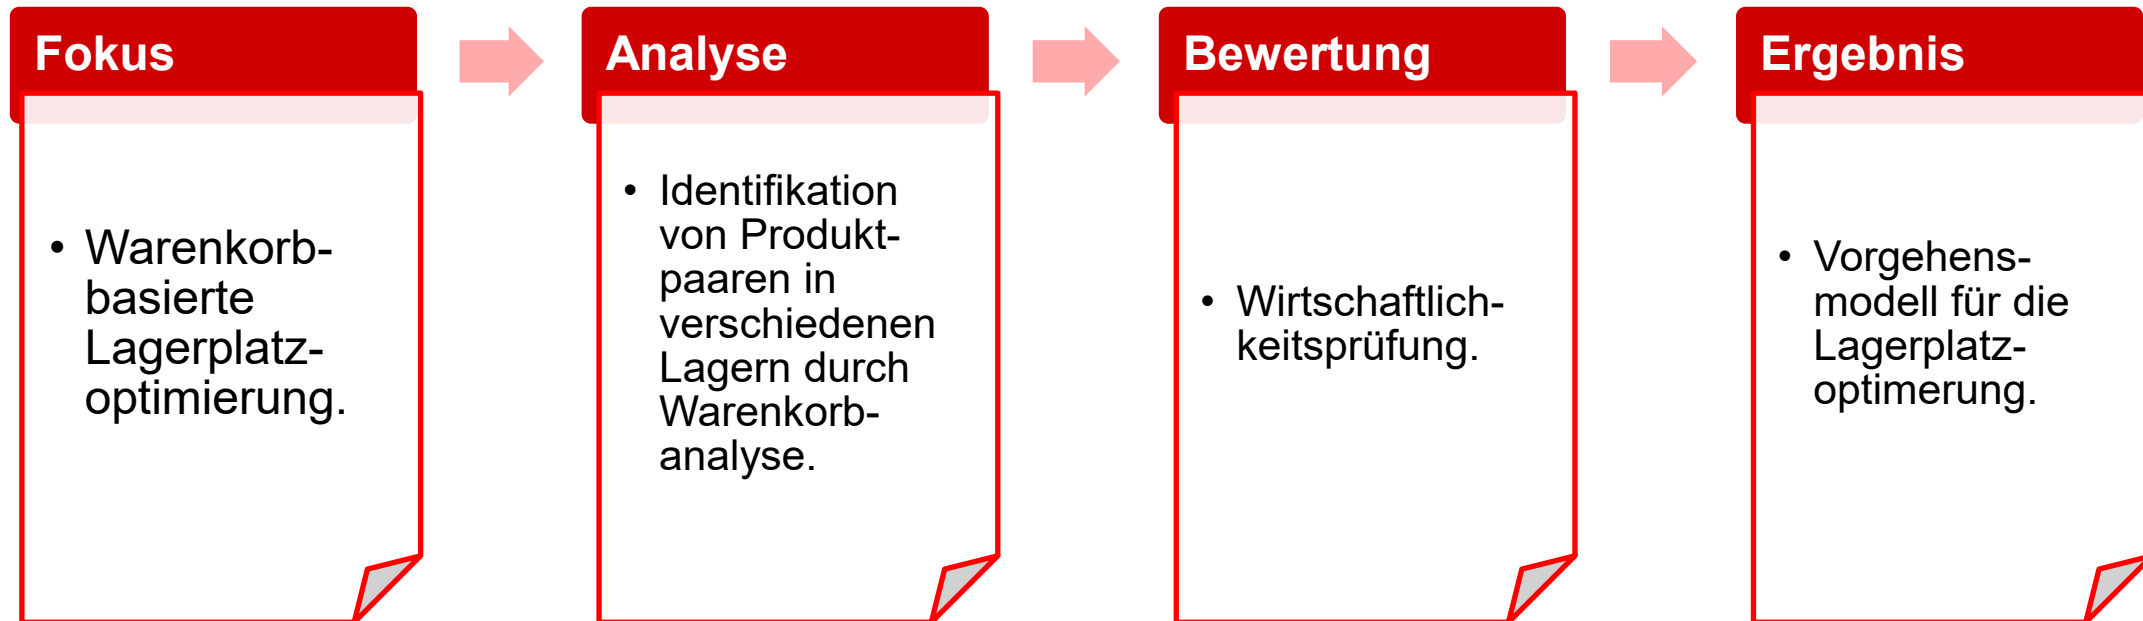 Fokus
• Warenkorb-
basierte
Lagerplatz-
optimierung.
Analyse
• Identifikation
von Produkt-
paaren in
verschiedenen
Lagern durch
Warenkorb-
analyse.
Bewertung
• Wirtschaftlich-
keitsprüfung.
Ergebnis
• Vorgehens-
modell für die
Lagerplatz-
optimerung.